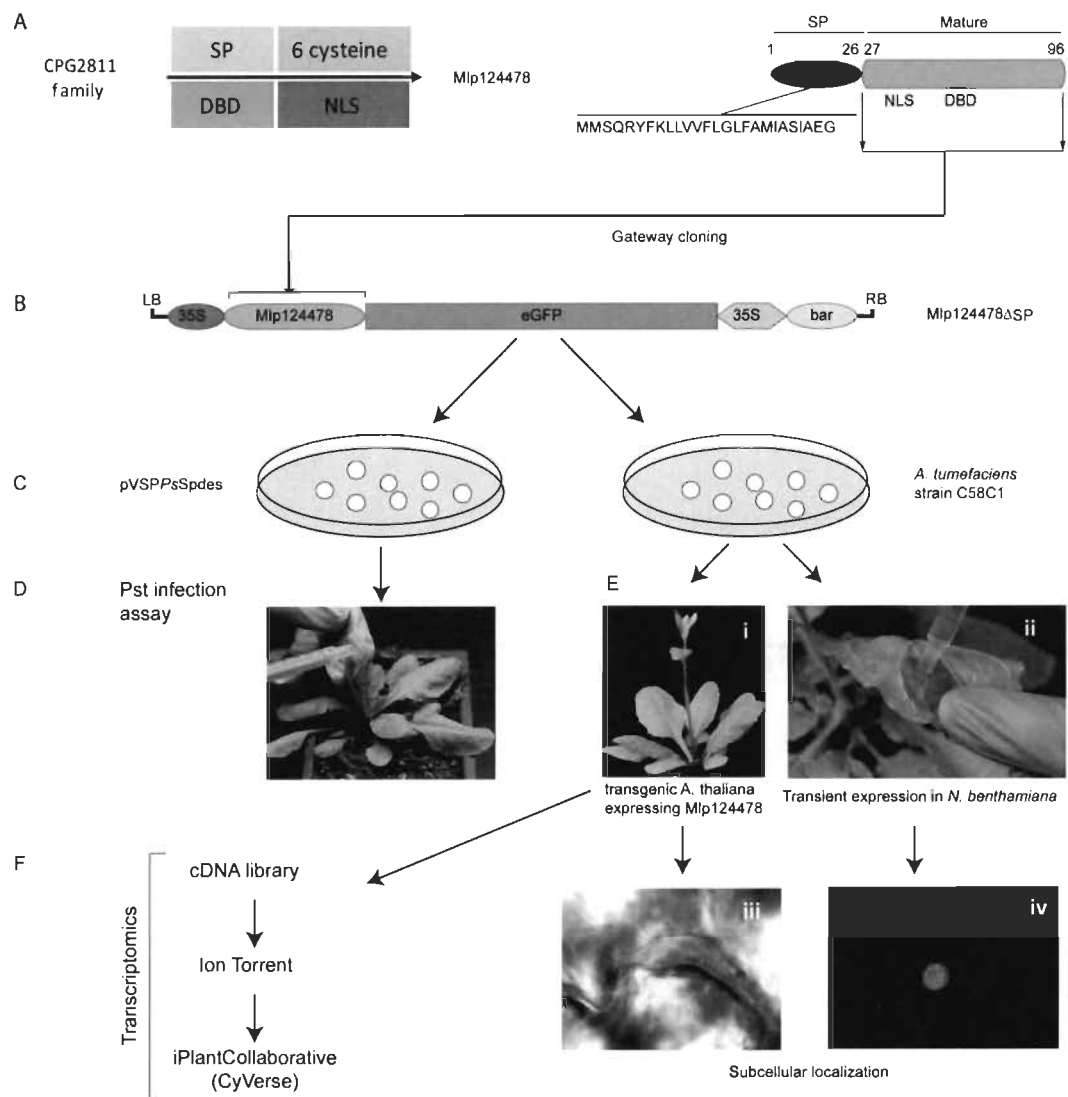 A
CPG2811
family
SP
6 cysteine
DBD
NLS
Mlp124478
SP
Mature
1
26
27
96
NLS
DBD
MMSQRYFKLLVVFLGLFAMIASIAEG
Gateway cloning
B
LB
35S
Mlp124478
eGFP
35S
bar
RB
Mlp124478ΔSP
C
pVSPPsSpdes
A. tumefaciens
strain C58C1
D
Pst infection
assay
E
i
ii
transgenic A. thaliana
expressing Mlp124478
Transient expression in N. benthamiana
F
Transcriptomics
cDNA library
Ion Torrent
iPlantCollaborative
(CyVerse)
iii
iv
Subcellular localization